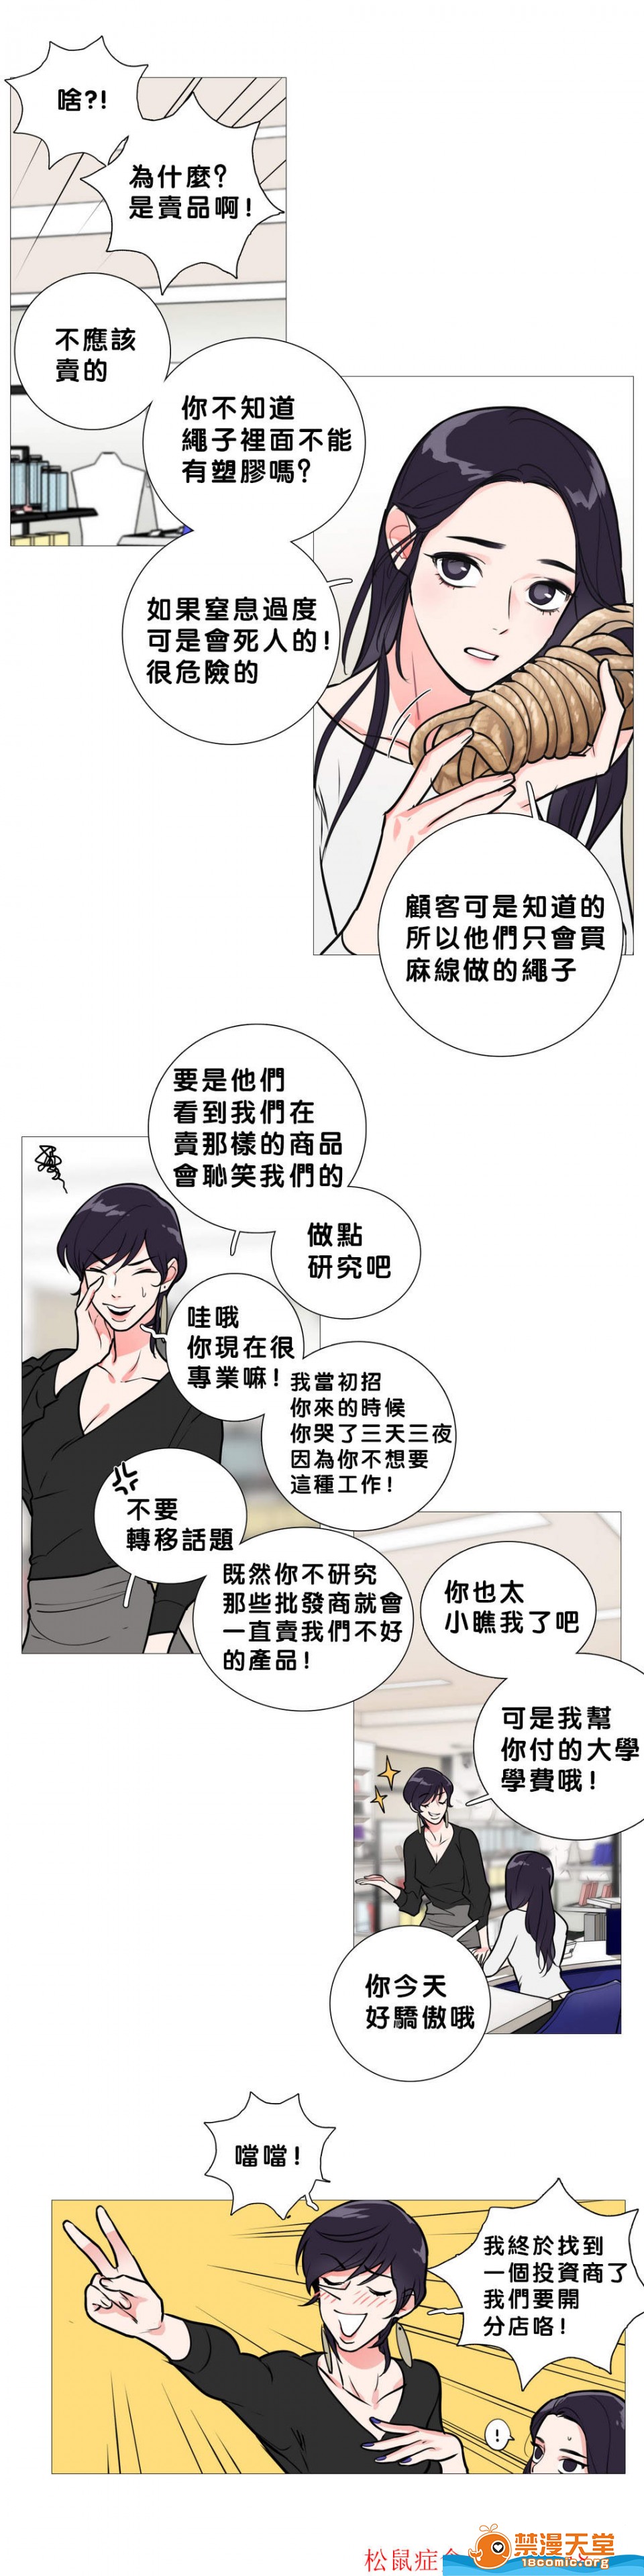 啥?!
為什麼?
是賣品啊!
不應該
賣的
你不知道
繩子裡面不能
有塑膠嗎?
如果窒息過度
可是會死人的!
很危險的
顧客可是知道的
所以他們只會買
麻線做的繩子
要是他們
看到我們在
賣那樣的商品
會恥笑我們的
做點
研究吧
哇哦
你現在很
專業嘛!
我當初招
你來的時候
你哭了三天三夜
因為你不想要
這種工作!
不要
轉移話題
既然你不研究
那些批發商就會
一直賣我們不好
的產品!
你也太
小瞧我了吧
可是我幫
你付的大學
學費哦!
你今天
好驕傲哦
噹噹!
我終於找到
一個投資商了
我們要開
分店咯!
!
松鼠症
禁漫天堂
18comic.org